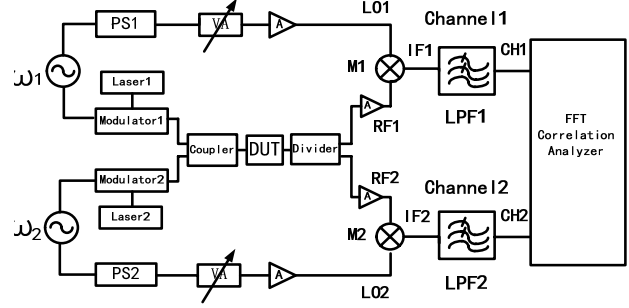 PS1
VA
A
LO1
Channel1
ω1
Laser1
M1
IF1
CH1
Modulator1
A
RF1
LPF1
Coupler
DUT
Divider
FFT
Correlation
Analyzer
Modulator2
A
RF2
Channel2
Laser2
ω2
M2
IF2
CH2
PS2
VA
A
LO2
LPF2